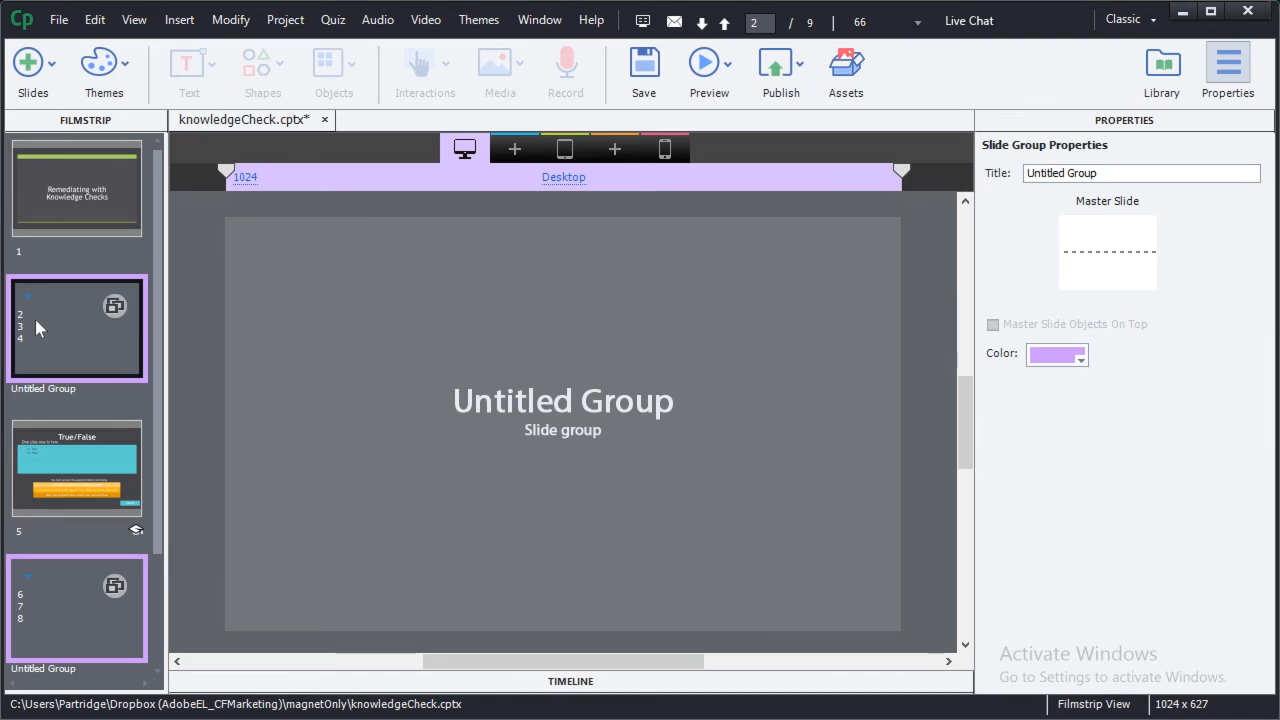 Cp File Edit View Insert Modify Project Quiz Audio Video Themes Window Help 2 / 9 66 Live Chat Classic
Slides Themes Text Shapes Objects Interactions Media Record Save Preview Publish Assets Library Properties
FILMSTRIP
knowledgeCheck.cptx*
PROPERTIES
Slide Group Properties
Title: Untitled Group
Master Slide
Master Slide Objects On Top
Color:
1024 Desktop
Remediating with
Knowledge Checks
1
2
3
4
Untitled Group
True/False
5
6
7
8
Untitled Group
Untitled Group
Slide group
TIMELINE
Activate Windows
Go to Settings to activate Windows.
C:\Users\Partridge\Dropbox (AdobeEL_CFMarketing)\magnetOnly\knowledgeCheck.cptx
Filmstrip View 1024 x 627